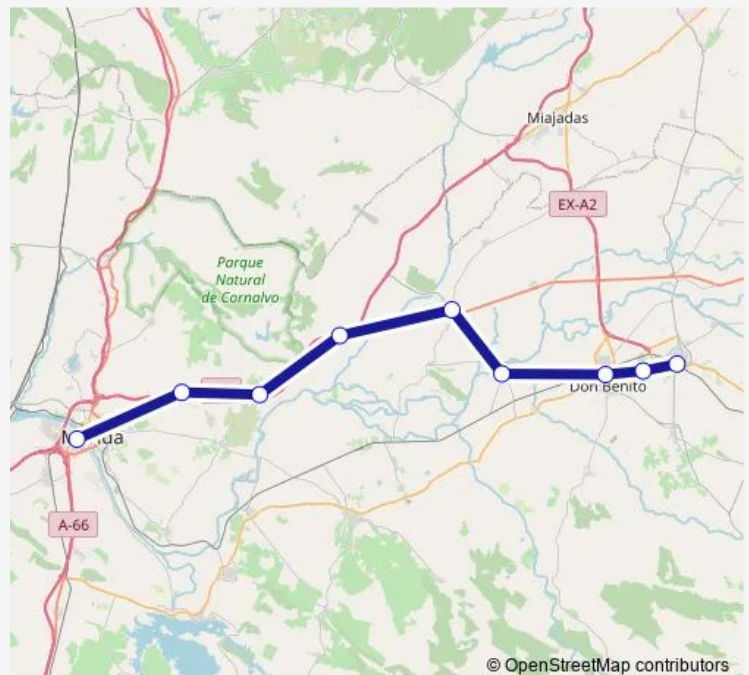 Miajadas
EX-A2
Parque
Natural
de Cornalvo
Don Benito
A-66
© OpenStreetMap contributors